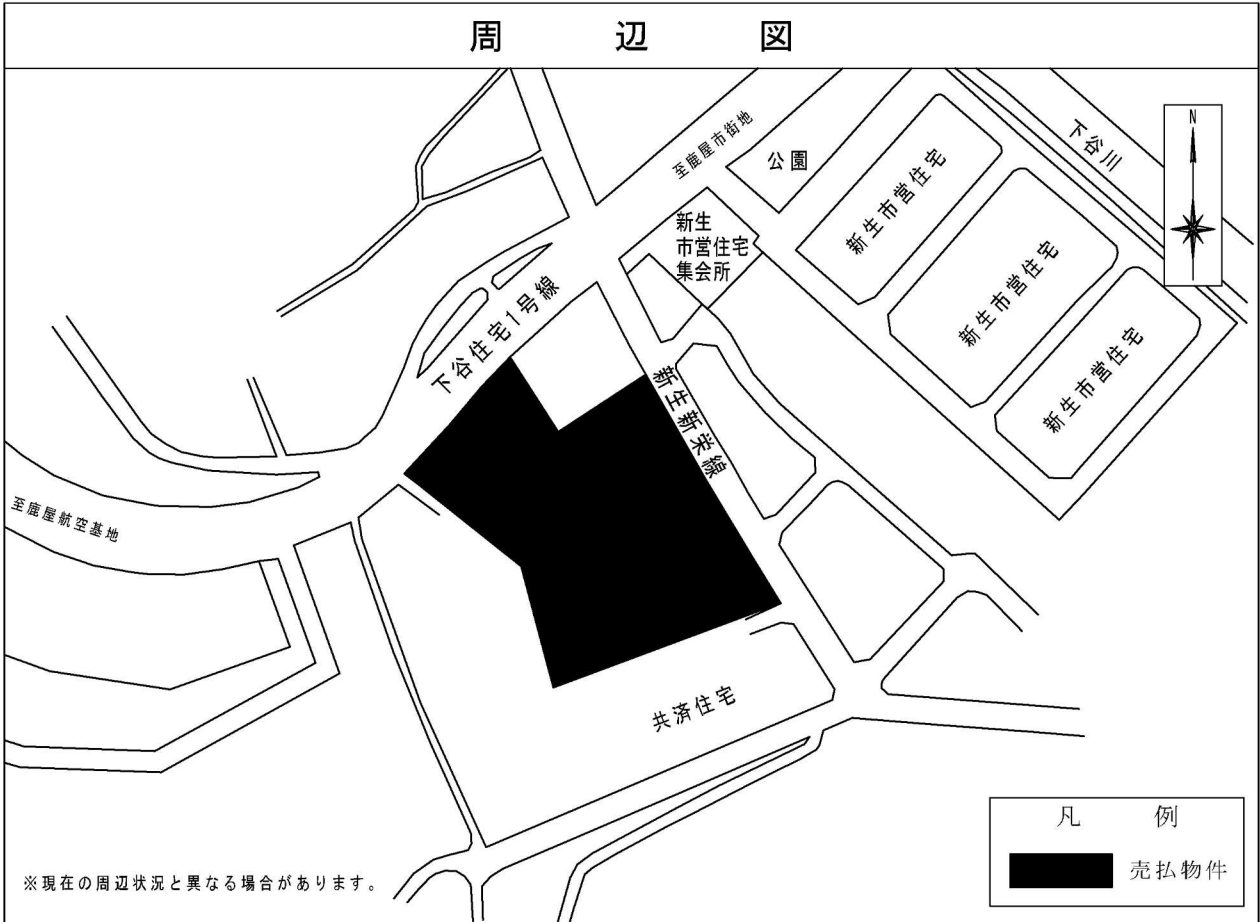 周辺図
至鹿屋市街地
公園
下谷川
N
新生市営住宅
新生
市営住宅
集会所
新生市営住宅
新生市営住宅
下谷住宅1号線
新生新栄線
至鹿屋航空基地
共済住宅
凡例
売払物件
※現在の周辺状況と異なる場合があります。